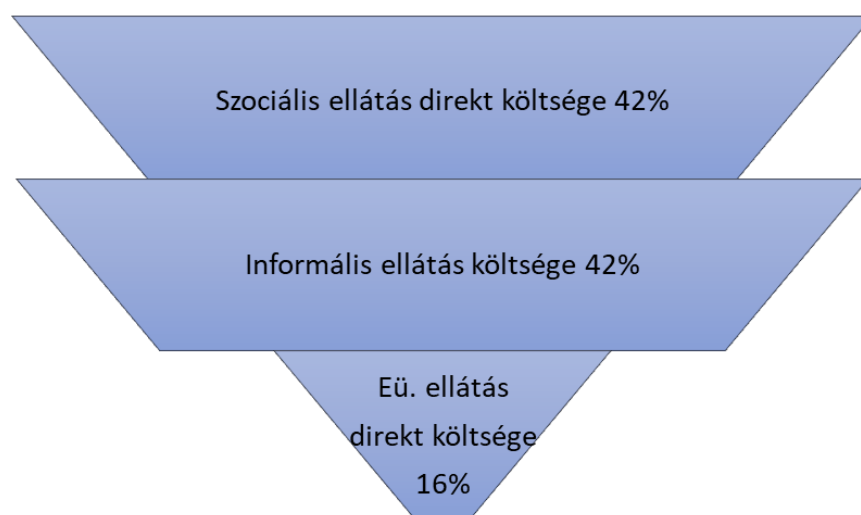 Szociális ellátás direkt költsége 42%
Informális ellátás költsége 42%
Eü. ellátás
direkt költsége
16%